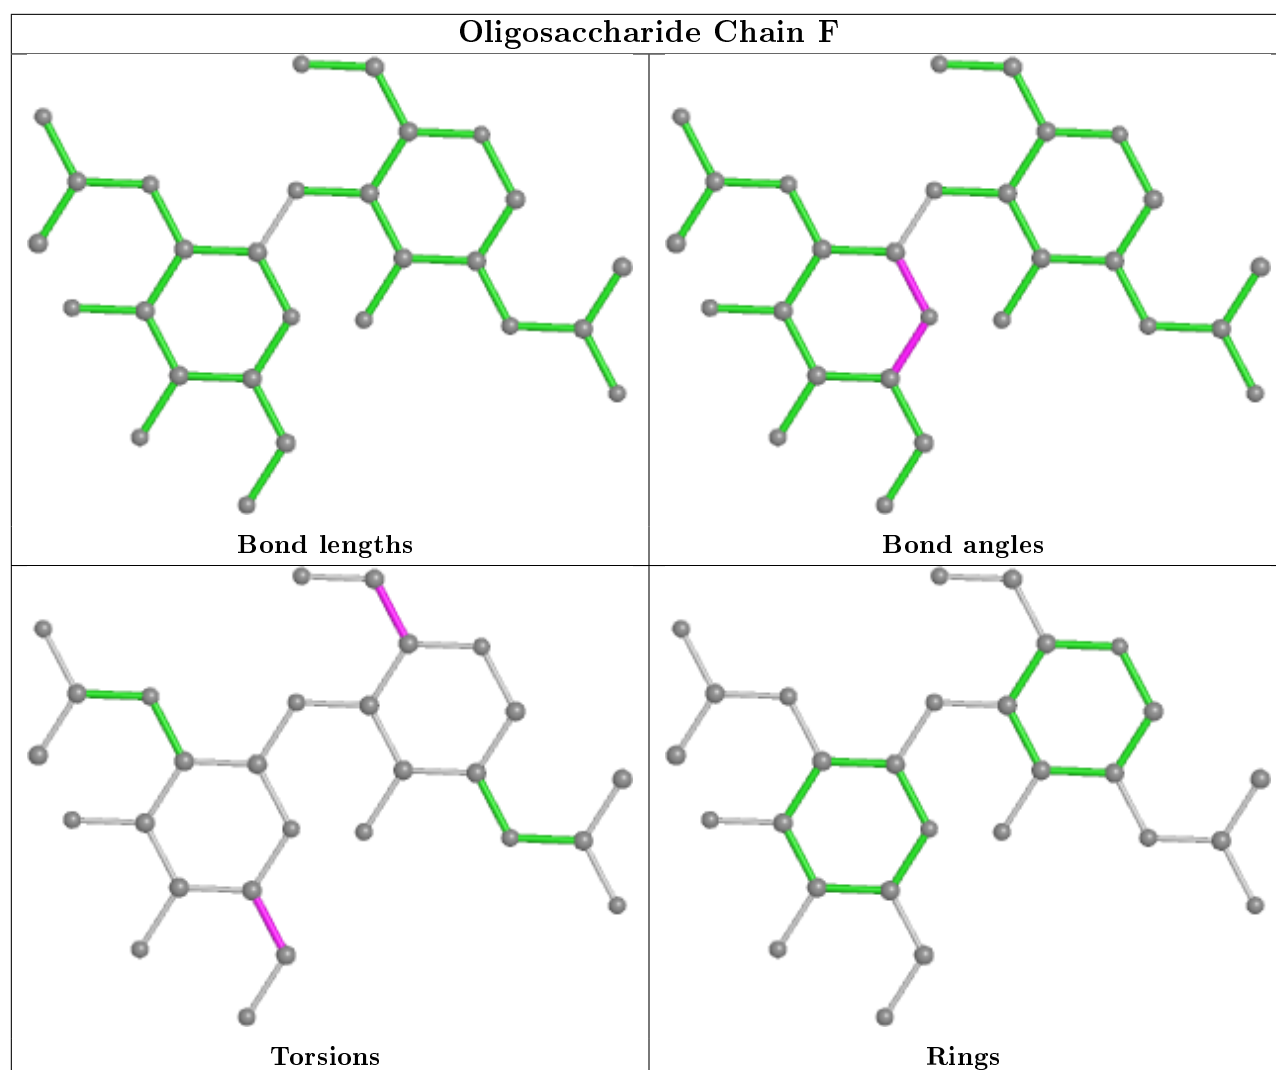 Oligosaccharide Chain F
Bond lengths
Bond angles
Torsions
Rings